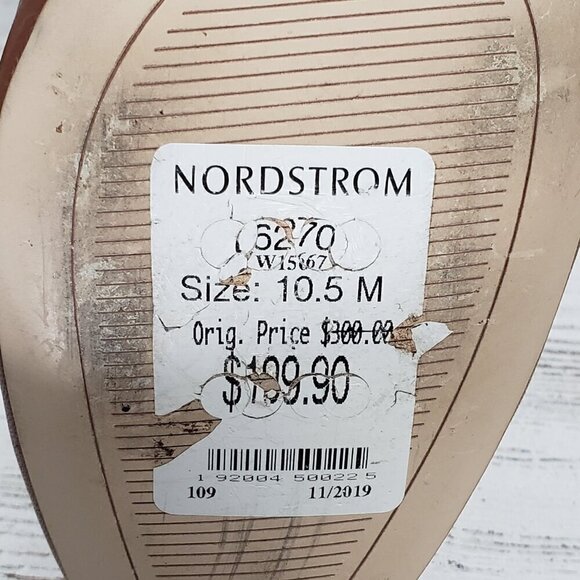 NORDSTROM
6270
W15667
Size: 10.5 M
Orig. Price $300.00
$199.90
1 92004 50022 5
109 11/2019